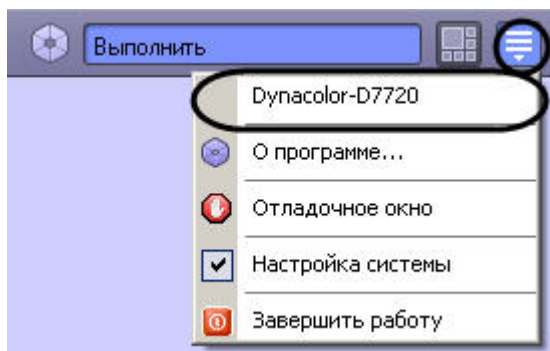 Выполнить
Dynacolor-D7720
О программе...
Отладочное окно
Настройка системы
Завершить работу